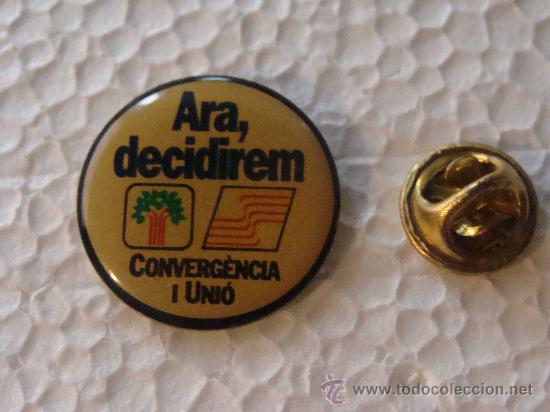 Ara,
decidirem
CONVERGÈNCIA
I UNIÓ
© www.todocoleccion.net